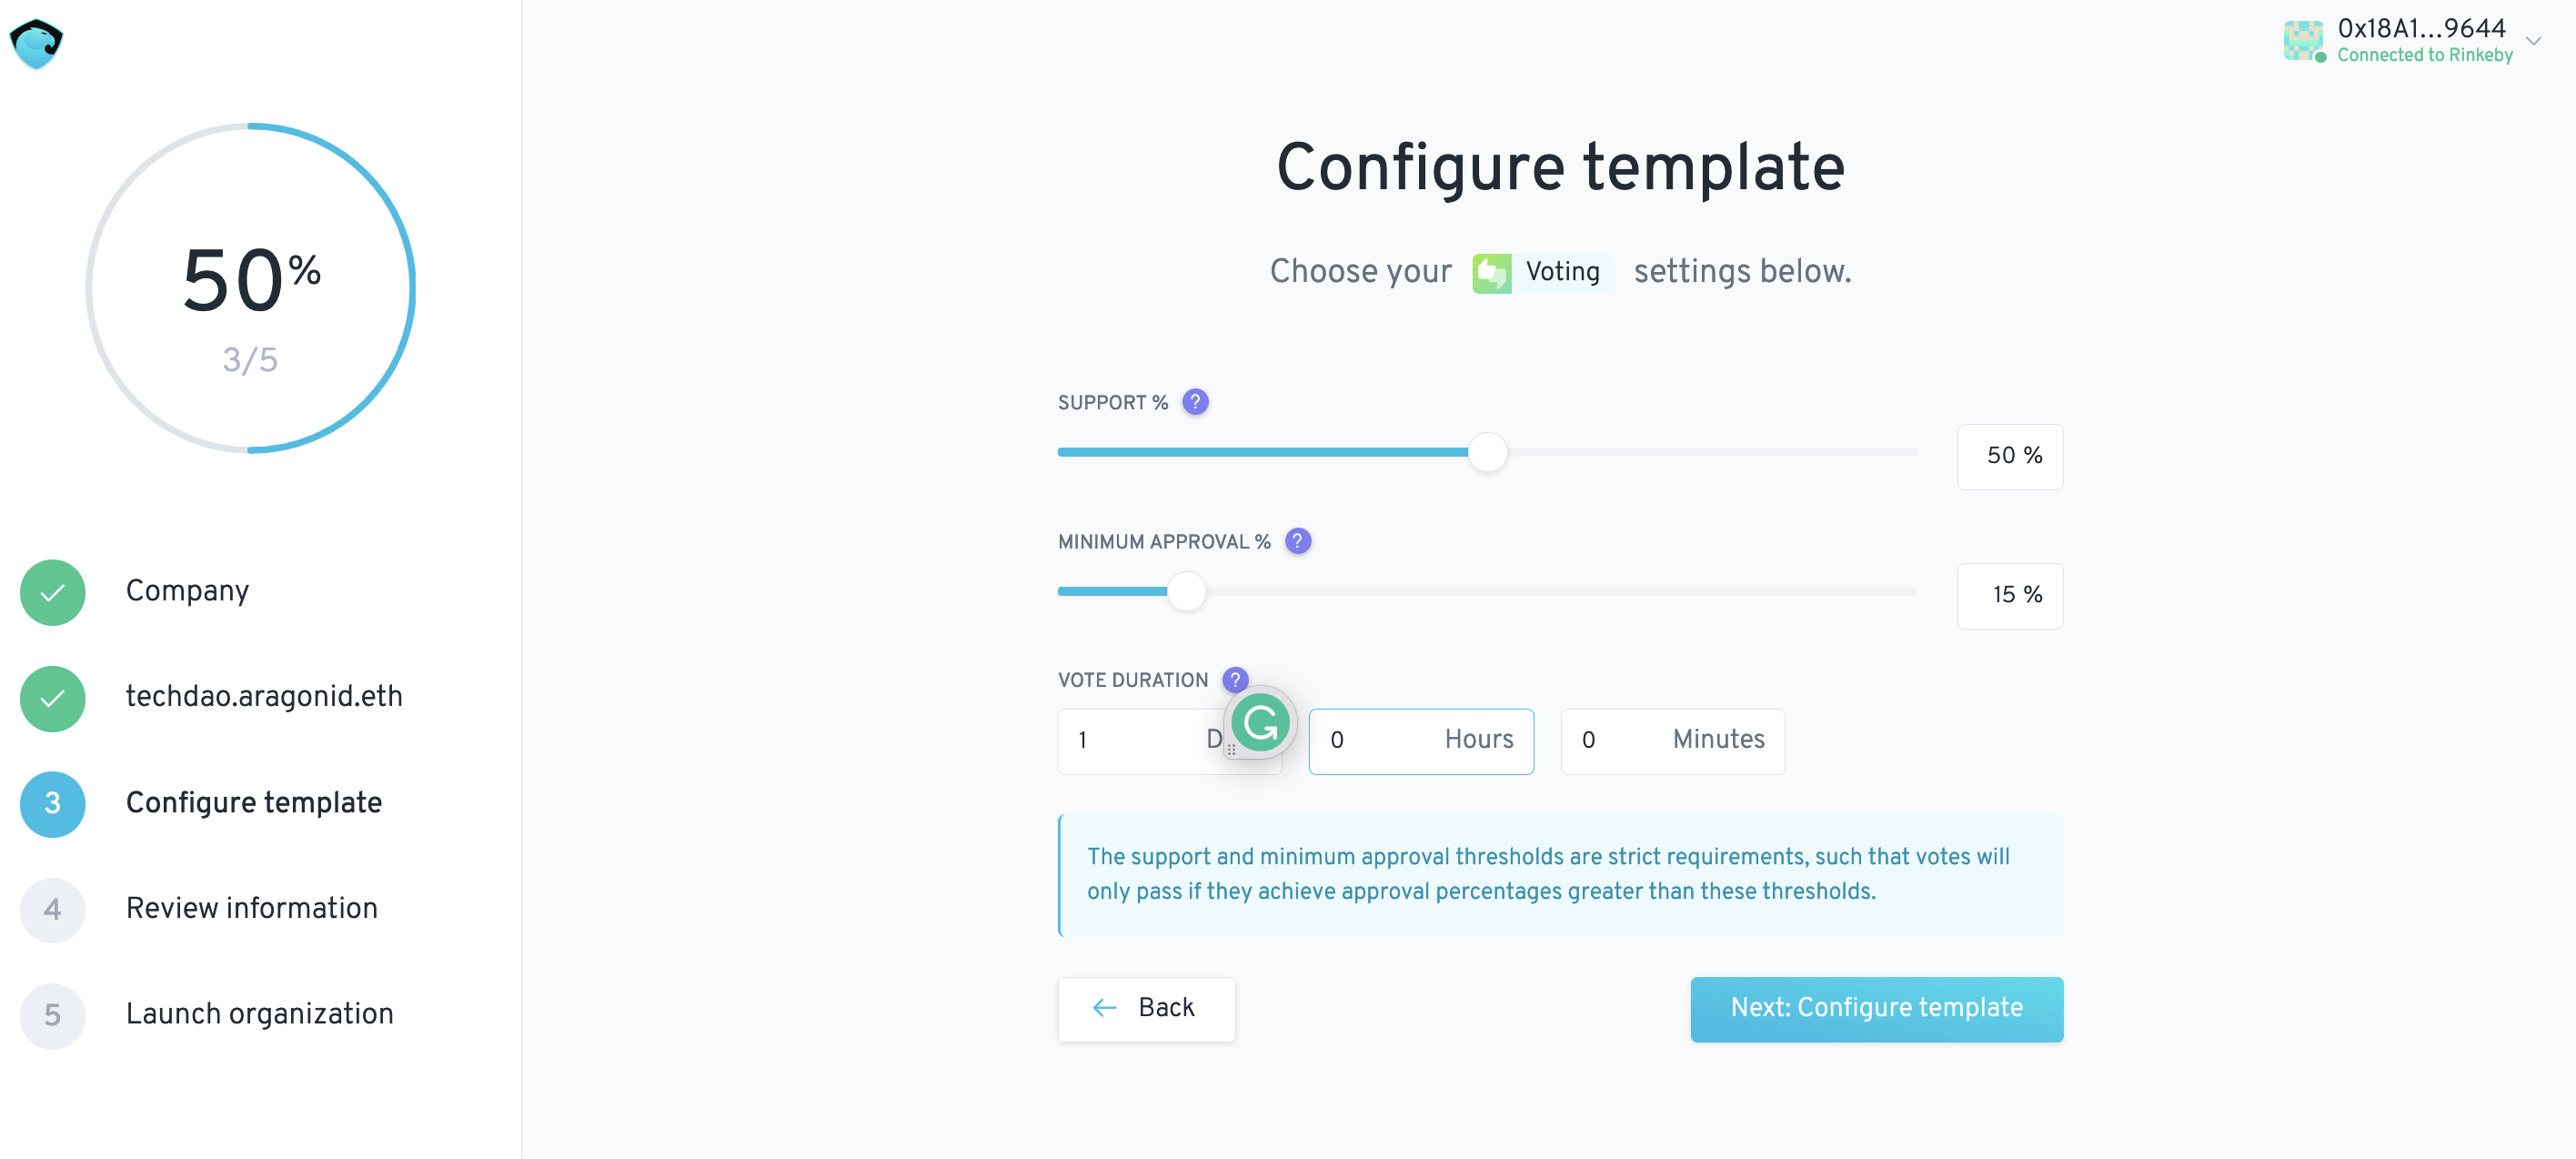 0x18A1...9644
Connected to Rinkeby
50%
3/5
Company
techdao.aragonid.eth
3 Configure template
4 Review information
5 Launch organization
Configure template
Choose your Voting settings below.
SUPPORT % ?
50 %
MINIMUM APPROVAL % ?
15 %
VOTE DURATION ?
1 0 Hours 0 Minutes
The support and minimum approval thresholds are strict requirements, such that votes will
only pass if they achieve approval percentages greater than these thresholds.
← Back
Next: Configure template